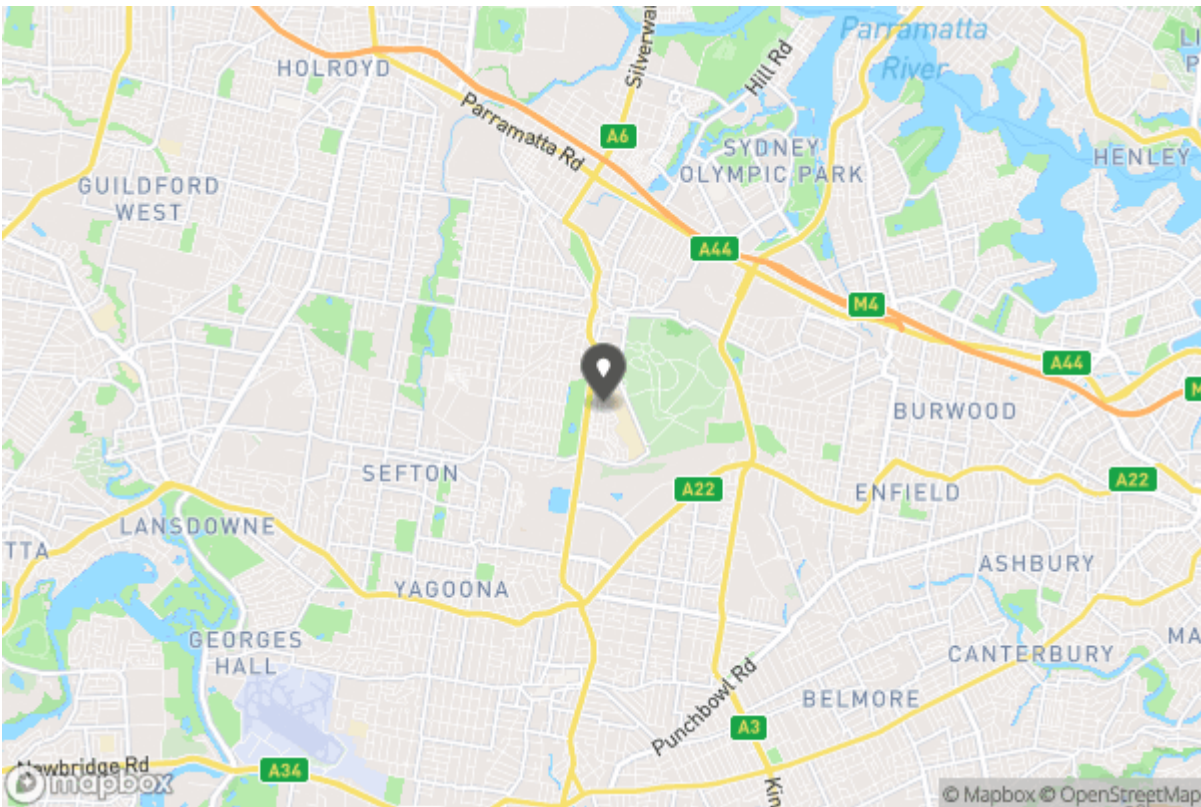 Parramatta
River
HOLROYD
Silverwa
Hill Rd
Parramatta Rd
A6
SYDNEY
OLYMPIC PARK
HENLEY
GUILDFORD
WEST
A44
M4
A44
BURWOOD
SEFTON
A22
ENFIELD
A22
LANSDOWNE
TTA
ASHBURY
YAGOONA
GEORGES
HALL
CANTERBURY
MA
BELMORE
Punchbowl Rd
A3
Kin
Newbridge Rd
A34
mapbox
© Mapbox © OpenStreetMap